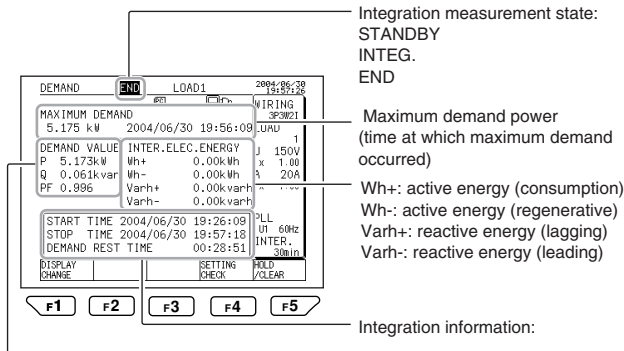 Integration measurement state:
STANDBY
INTEG.
END
DEMAND END LOAD1 2004/06/30
19:57:26
MAXIMUM DEMAND
5.175 kW 2004/06/30 19:56:09
WIRING
3P3W2I
LOAD
1
DEMAND VALUE
P 5.173kW
Q 0.061kvar
PF 0.996
INTER.ELEC.ENERGY
Wh+ 0.00kWh
Wh- 0.00kWh
Varh+ 0.00kvarh
Varh- 0.00kvarh
U 150V
x 1.00
A 20A
x 1.00
START TIME 2004/06/30 19:26:09
STOP TIME 2004/06/30 19:57:18
DEMAND REST TIME 00:28:51
PLL
U1 60Hz
INTER.
30min
DISPLAY CHANGE
SETTING CHECK
HOLD /CLEAR
F1 F2 F3 F4 F5
Maximum demand power
(time at which maximum demand
occurred)
Wh+: active energy (consumption)
Wh-: active energy (regenerative)
Varh+: reactive energy (lagging)
Varh-: reactive energy (leading)
Integration information: